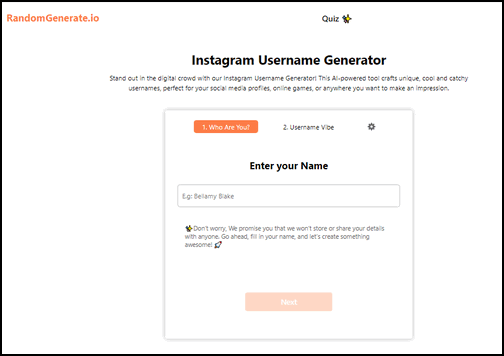 RandomGenerate.io
Quiz
Instagram Username Generator
Stand out in the digital crowd with our Instagram Username Generator! This AI-powered tool crafts unique, cool and catchy
usernames, perfect for your social media profiles, online games, or anywhere you want to make an impression.
1. Who Are You?
2. Username Vibe
Enter your Name
E.g: Bellamy Blake
Don't worry, We promise you that we won't store or share your details
with anyone. Go ahead, fill in your name, and let's create something
awesome!
Next